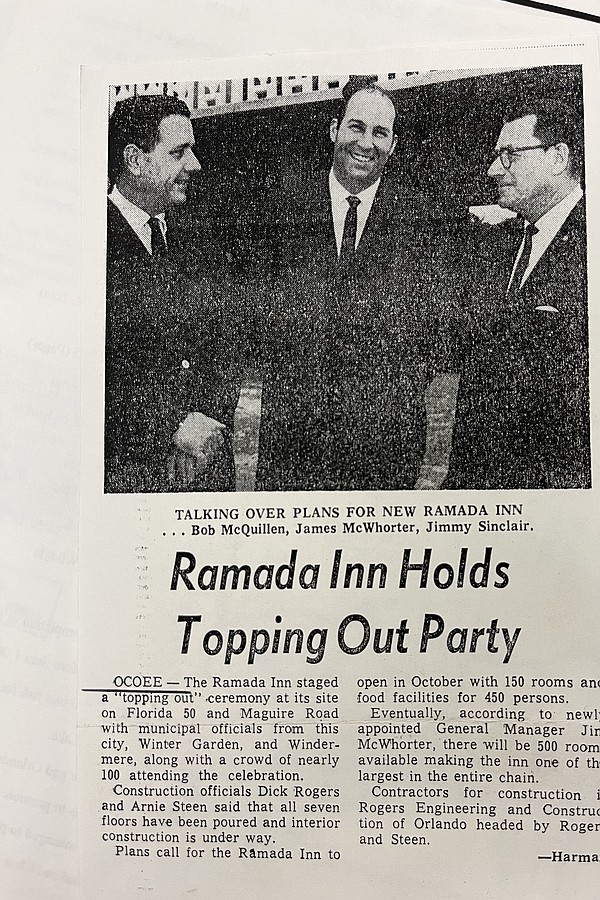 TALKING OVER PLANS FOR NEW RAMADA INN
. . . Bob McQuillen, James McWhorter, Jimmy Sinclair.
Ramada Inn Holds
Topping Out Party
OCOEE — The Ramada Inn staged
a "topping out" ceremony at its site
on Florida 50 and Maguire Road
with municipal officials from this
city, Winter Garden, and Winder-
mere, along with a crowd of nearly
100 attending the celebration.
Construction officials Dick Rogers
and Arnie Steen said that all seven
floors have been poured and interior
construction is under way.
Plans call for the Ramada Inn to
open in October with 150 rooms and
food facilities for 450 persons.
Eventually, according to newl
appointed General Manager Jim
McWhorter, there will be 500 room
available making the inn one of th
largest in the entire chain.
Contractors for construction i
Rogers Engineering and Construc
tion of Orlando headed by Roger
and Steen.
—Harma